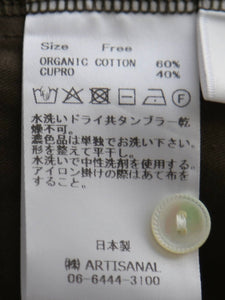 Size Free
ORGANIC COTTON 60%
CUPRO 40%
F
水洗いドライ共タンブラー乾
燥不可。
濃色品は単独でお洗い下さい。
形を整えて平干し。
水洗いで中性洗剤を使用する。
アイロン掛けの際はあて布を
すること。
日本製
㈱ ARTISANAL
06-6444-3100